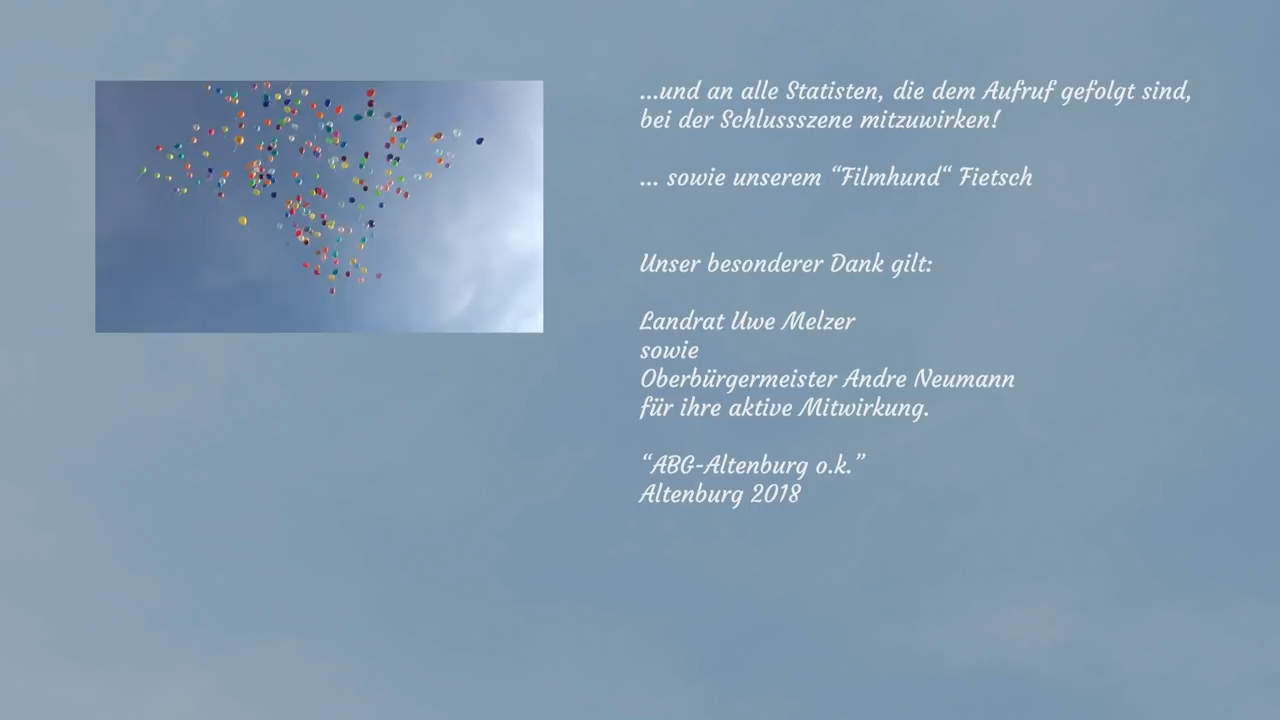 ...und an alle Statisten, die dem Aufruf gefolgt sind,
bei der Schlussszene mitzuwirken!
... sowie unserem “Filmhund“ Fietsch
Unser besonderer Dank gilt:
Landrat Uwe Melzer
sowie
Oberbürgermeister Andre Neumann
für ihre aktive Mitwirkung.
“ABG-Altenburg o.k.”
Altenburg 2018